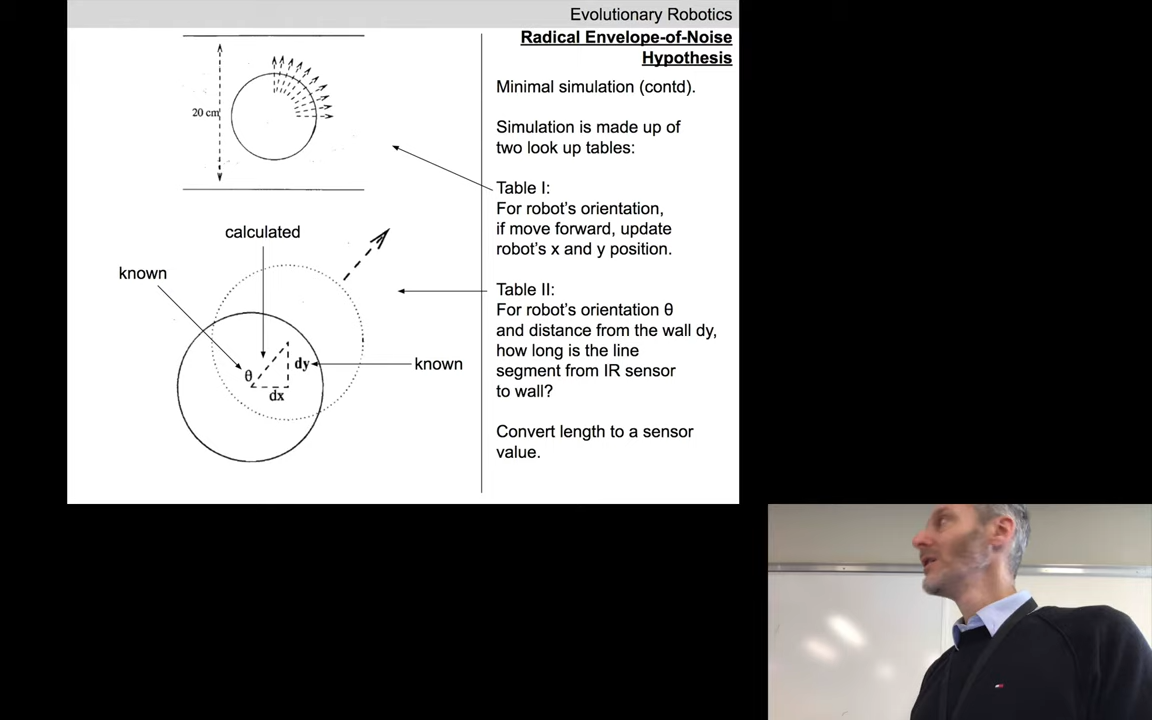 Evolutionary Robotics
Radical Envelope-of-Noise
Hypothesis
Minimal simulation (contd).
Simulation is made up of
two look up tables:
Table I:
For robot's orientation,
if move forward, update
robot's x and y position.
Table II:
For robot's orientation θ
and distance from the wall dy,
how long is the line
segment from IR sensor
to wall?
Convert length to a sensor
value.
20 cm
calculated
known
θ
dy
dx
known